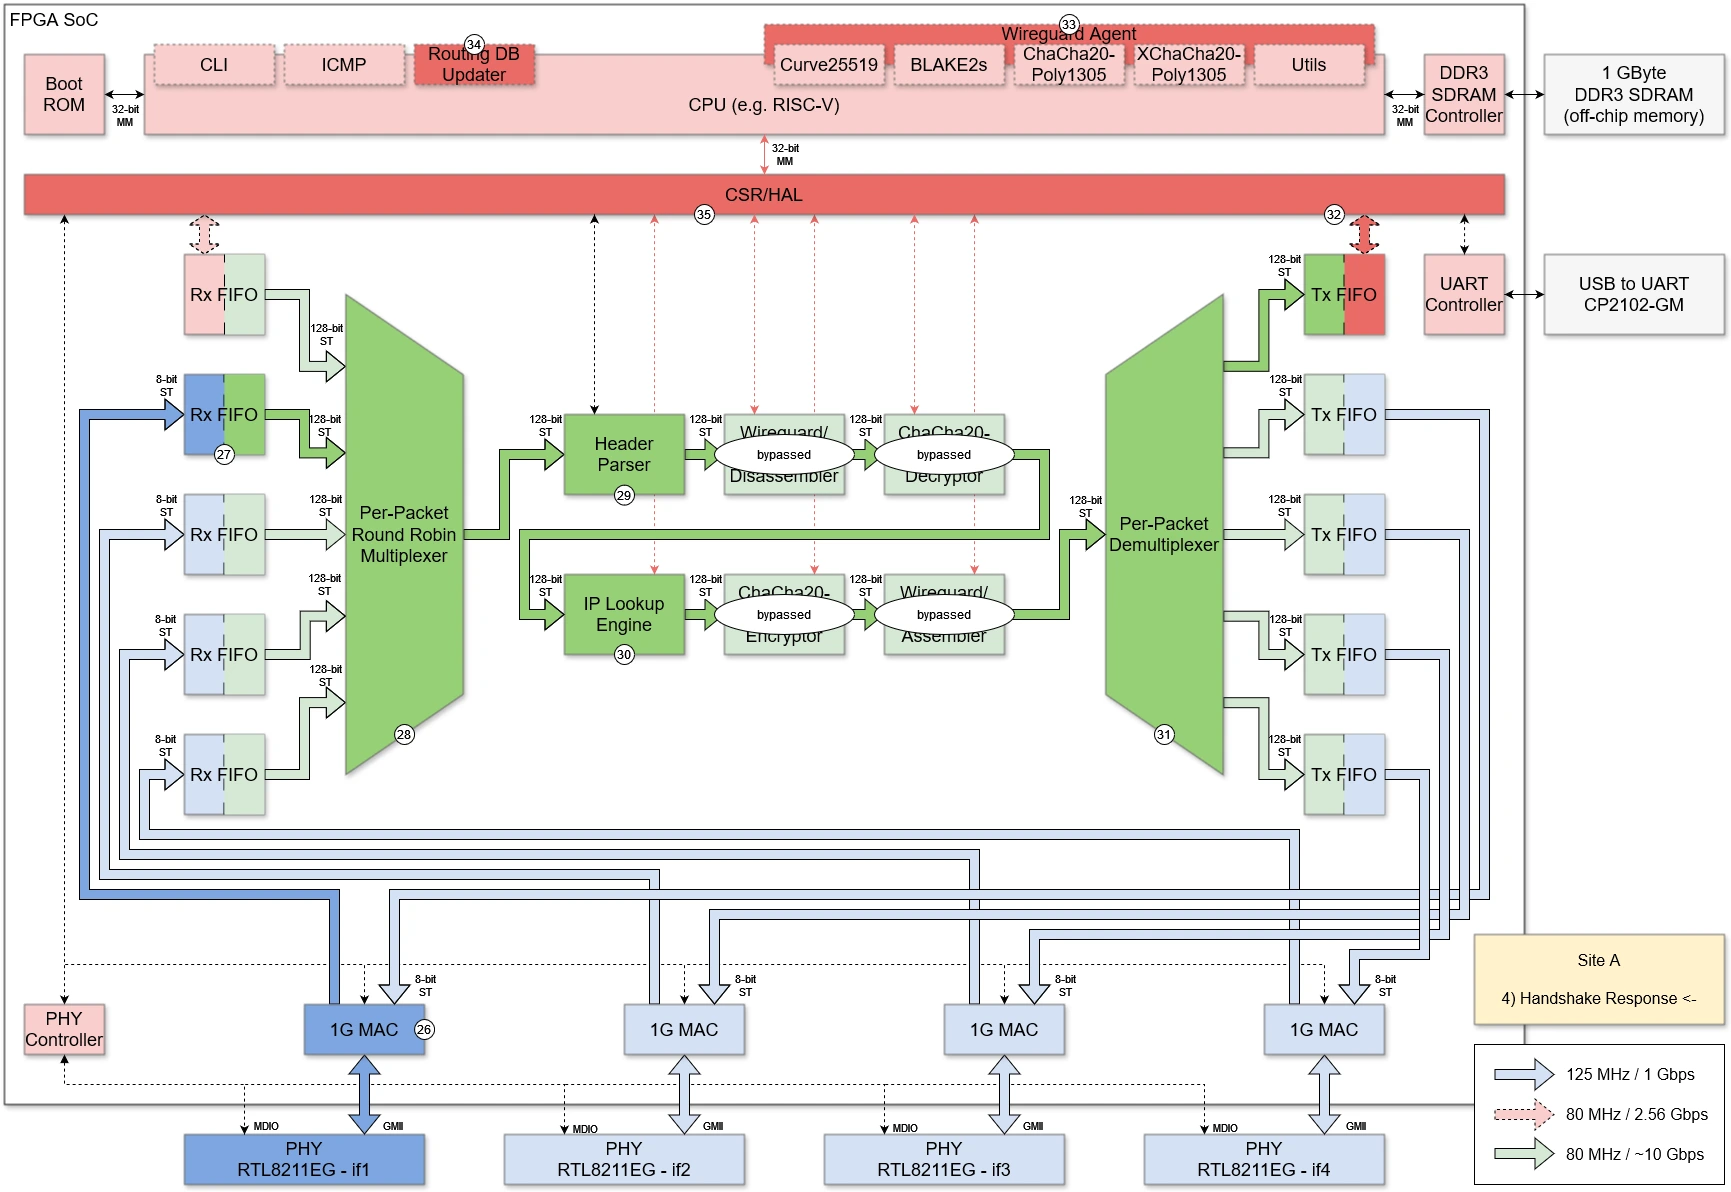 FPGA SoC
Boot
ROM
32-bit
MM
CLI
ICMP
34
Routing DB
Updater
33
Wireguard Agent
Curve25519
BLAKE2s
ChaCha20-
Poly1305
XChaCha20-
Poly1305
Utils
CPU (e.g. RISC-V)
32-bit
MM
DDR3
SDRAM
Controller
1 GByte
DDR3 SDRAM
(off-chip memory)
32-bit
MM
CSR/HAL
35
32
Rx FIFO
128-bit
ST
8-bit
ST
Rx FIFO
27
128-bit
ST
8-bit
ST
Rx FIFO
128-bit
ST
8-bit
ST
Rx FIFO
128-bit
ST
8-bit
ST
Rx FIFO
128-bit
ST
Per-Packet
Round Robin
Multiplexer
28
128-bit
ST
Header
Parser
29
128-bit
ST
Wireguard/
bypassed
Disassembler
128-bit
ST
ChaCha20-
bypassed
Decryptor
128-bit
ST
IP Lookup
Engine
30
128-bit
ST
ChaCha20-
bypassed
Encryptor
128-bit
ST
Wireguard/
bypassed
Assembler
128-bit
ST
Per-Packet
Demultiplexer
31
128-bit
ST
Tx FIFO
128-bit
ST
Tx FIFO
128-bit
ST
Tx FIFO
128-bit
ST
Tx FIFO
128-bit
ST
Tx FIFO
UART
Controller
USB to UART
CP2102-GM
PHY
Controller
8-bit
ST
1G MAC
26
8-bit
ST
1G MAC
8-bit
ST
1G MAC
8-bit
ST
1G MAC
MDIO
GMII
PHY
RTL8211EG - if1
MDIO
GMII
PHY
RTL8211EG - if2
MDIO
GMII
PHY
RTL8211EG - if3
MDIO
GMII
PHY
RTL8211EG - if4
Site A
4) Handshake Response <-
125 MHz / 1 Gbps
80 MHz / 2.56 Gbps
80 MHz / ~10 Gbps